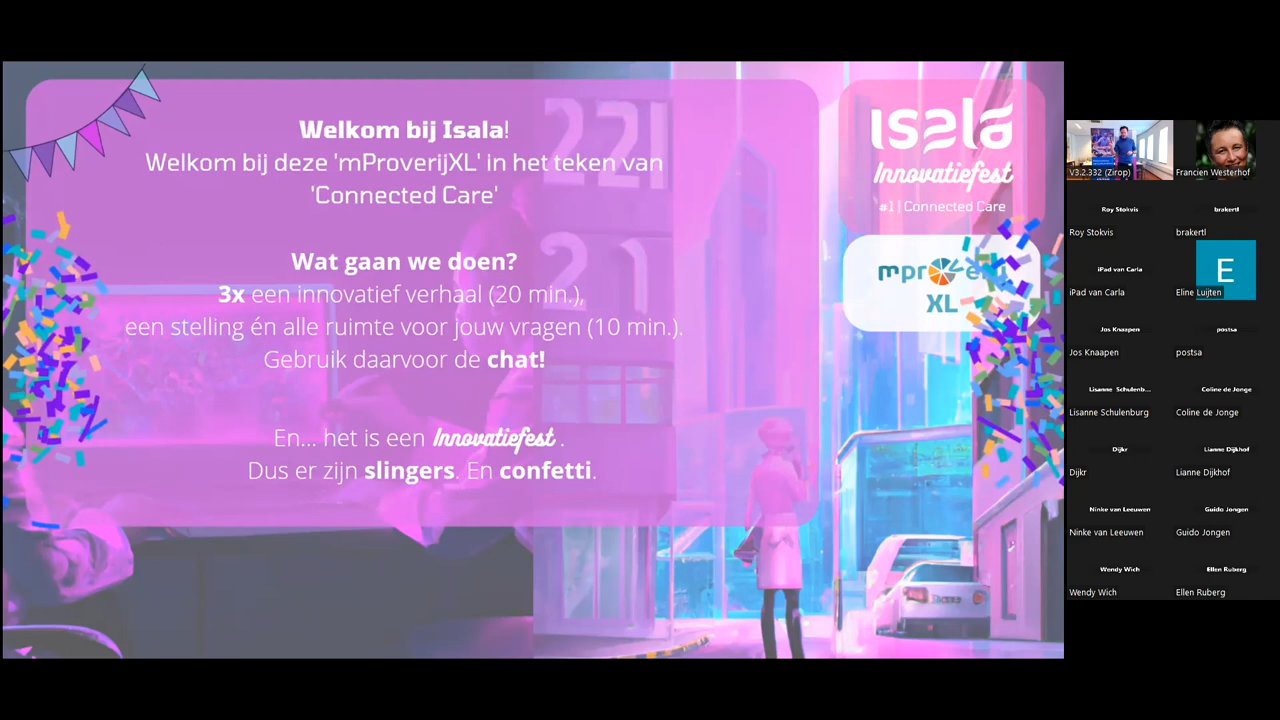 Welkom bij Isala!
Welkom bij deze 'mProverijXL' in het teken van
'Connected Care'
Wat gaan we doen?
3x een innovatief verhaal (20 min.),
een stelling én alle ruimte voor jouw vragen (10 min.).
Gebruik daarvoor de chat!
En... het is een Innovatiefest .
Dus er zijn slingers. En confetti.
221
21
Isala
Innovatiefest
#1 | Connected Care
XL
V3.2.332 (Zirop)
Francien Westerhof
Roy Stokvis
brakertl
Roy Stokvis
brakertl
iPad van Carla
E
iPad van Carla
Eline Luijten
Jos Knaapen
postsa
Jos Knaapen
postsa
Lisanne Schulenb...
Coline de Jonge
Lisanne Schulenburg
Coline de Jonge
Dijkr
Lianne Dijkhof
Dijkr
Lianne Dijkhof
Ninke van Leeuwen
Guido Jongen
Ninke van Leeuwen
Guido Jongen
Wendy Wich
Ellen Ruberg
Wendy Wich
Ellen Ruberg